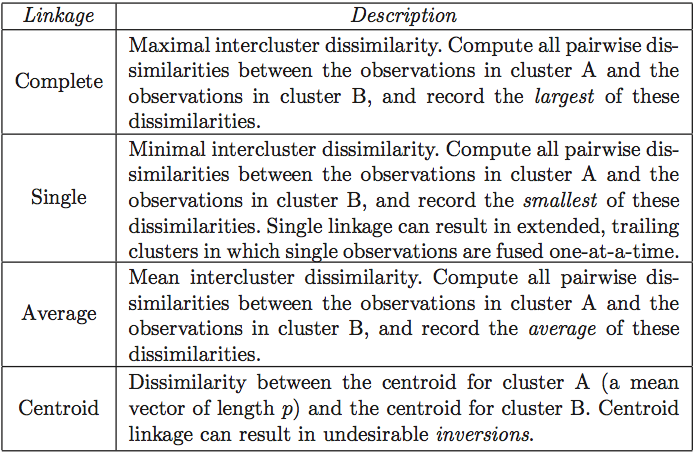 Linkage Description
Maximal intercluster dissimilarity. Compute all pairwise dis-
similarities between the observations in cluster A and the
Complete
observations in cluster B, and record the largest of these
dissimilarities.
Minimal intercluster dissimilarity. Compute all pairwise dis-
similarities between the observations in cluster A and the
Single
observations in cluster B, and record the smallest of these
dissimilarities. Single linkage can result in extended, trailing
clusters in which single observations are fused one-at-a-time.
Mean intercluster dissimilarity. Compute all pairwise dis-
similarities between the observations in cluster A and the
Average
observations in cluster B, and record the average of these
dissimilarities.
Dissimilarity between the centroid for cluster A (a mean
Centroid
vector of length p) and the centroid for cluster B. Centroid
linkage can result in undesirable inversions.